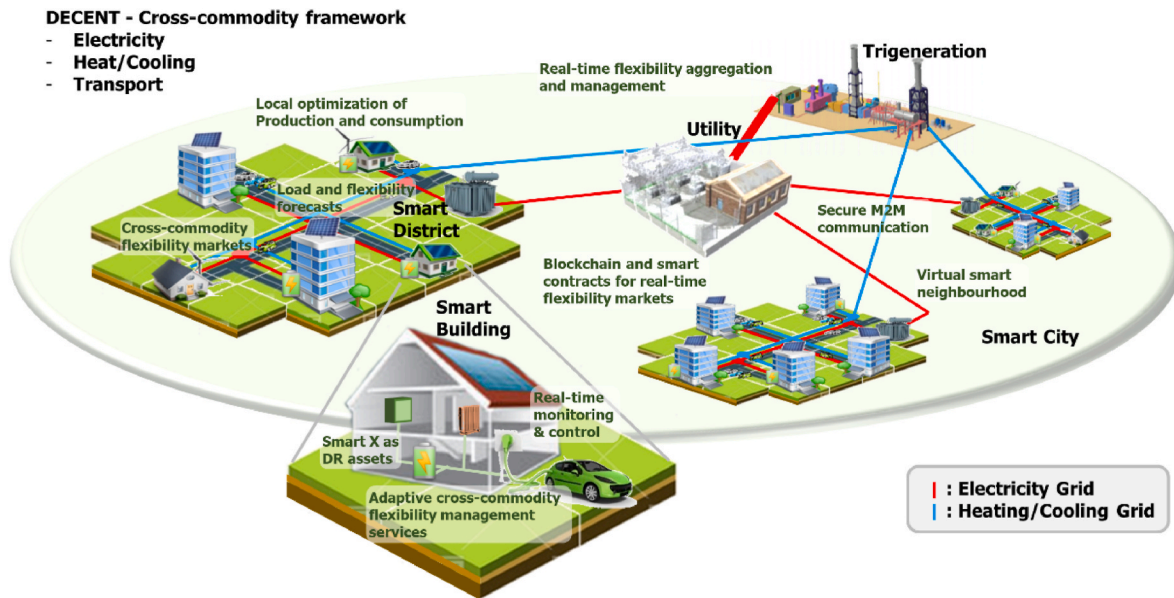 DECENT - Cross-commodity framework
- Electricity
- Heat/Cooling
- Transport
Trigeneration
Real-time flexibility aggregation
and management
Local optimization of
Production and consumption
Utility
Load and flexibility
forecasts
Smart
District
Cross-commodity
flexibility markets
Secure M2M
communication
Blockchain and smart
contracts for real-time
flexibility markets
Virtual smart
neighbourhood
Smart
Building
Smart City
Real-time
monitoring
& control
Smart X as
DR assets
Adaptive cross-commodity
flexibility management
services
| : Electricity Grid
| : Heating/Cooling Grid